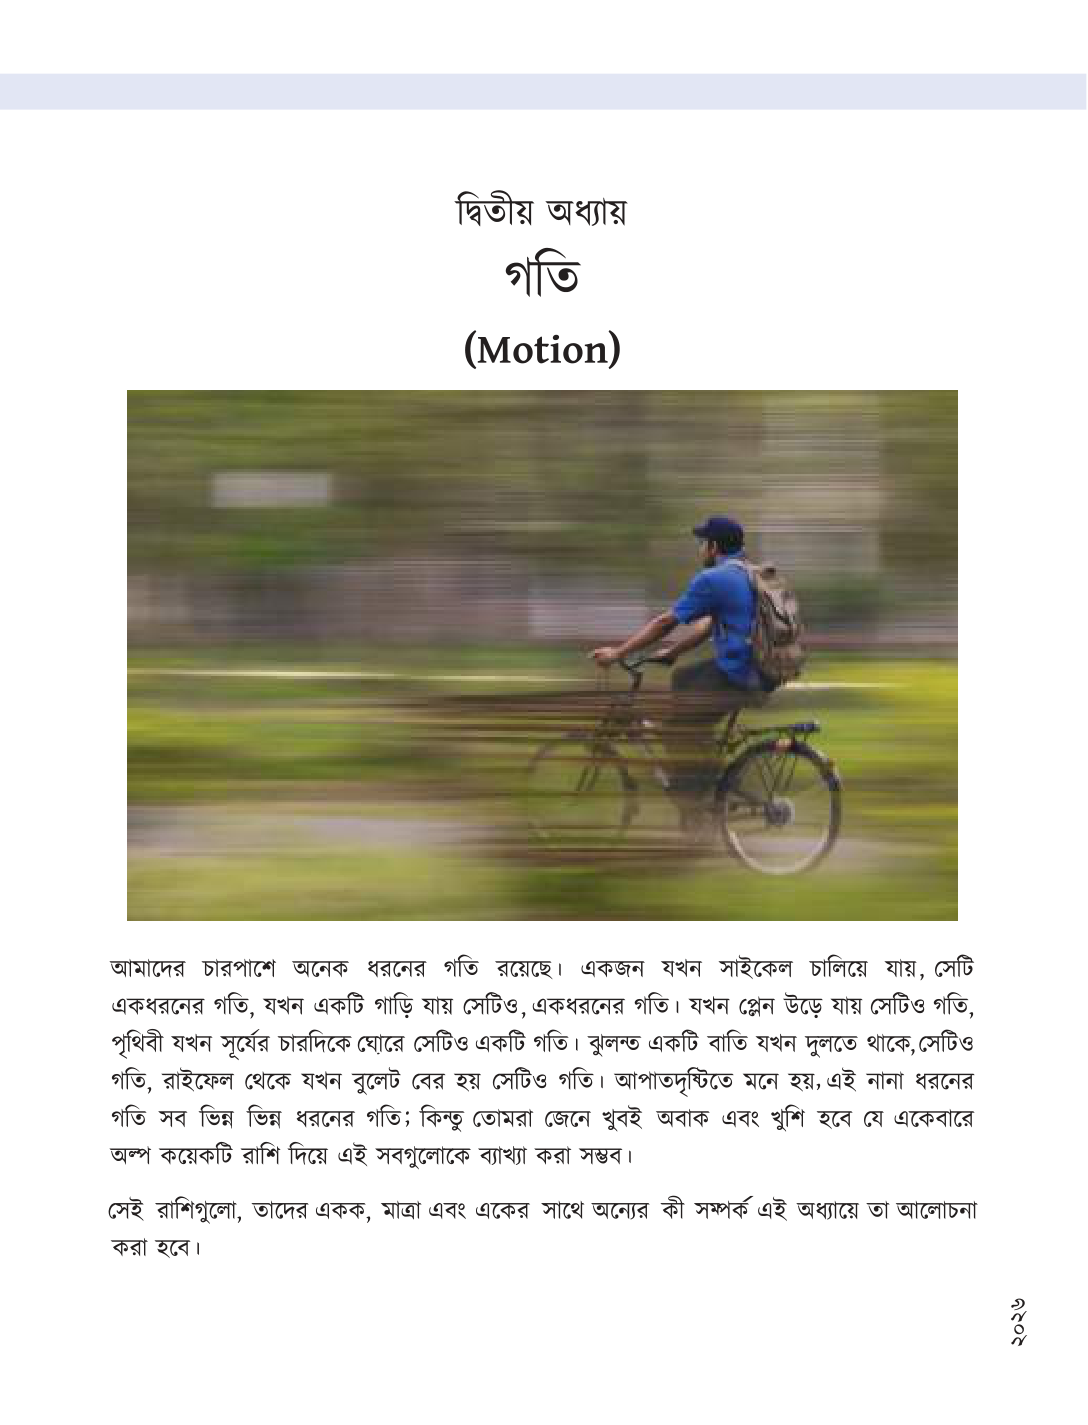 দ্বিতীয় অধ্যায়
গতি
(Motion)
আমাদের চারপাশে অনেক ধরনের গতি রয়েছে। একজন যখন সাইকেল চালিয়ে যায়, সেটি
একধরনের গতি, যখন একটি গাড়ি যায় সেটিও, একধরনের গতি। যখন প্লেন উড়ে যায় সেটিও গতি,
পৃথিবী যখন সূর্যের চারদিকে ঘোরে সেটিও একটি গতি। ঝুলন্ত একটি বাতি যখন দুলতে থাকে, সেটিও
গতি, রাইফেল থেকে যখন বুলেট বের হয় সেটিও গতি। আপাতদৃষ্টিতে মনে হয়, এই নানা ধরনের
গতি সব ভিন্ন ভিন্ন ধরনের গতি; কিন্তু তোমরা জেনে খুবই অবাক এবং খুশি হবে যে একেবারে
অল্প কয়েকটি রাশি দিয়ে এই সবগুলোকে ব্যাখ্যা করা সম্ভব।
সেই রাশিগুলো, তাদের একক, মাত্রা এবং একের সাথে অন্যের কী সম্পর্ক এই অধ্যায়ে তা আলোচনা
করা হবে।
২০২৬